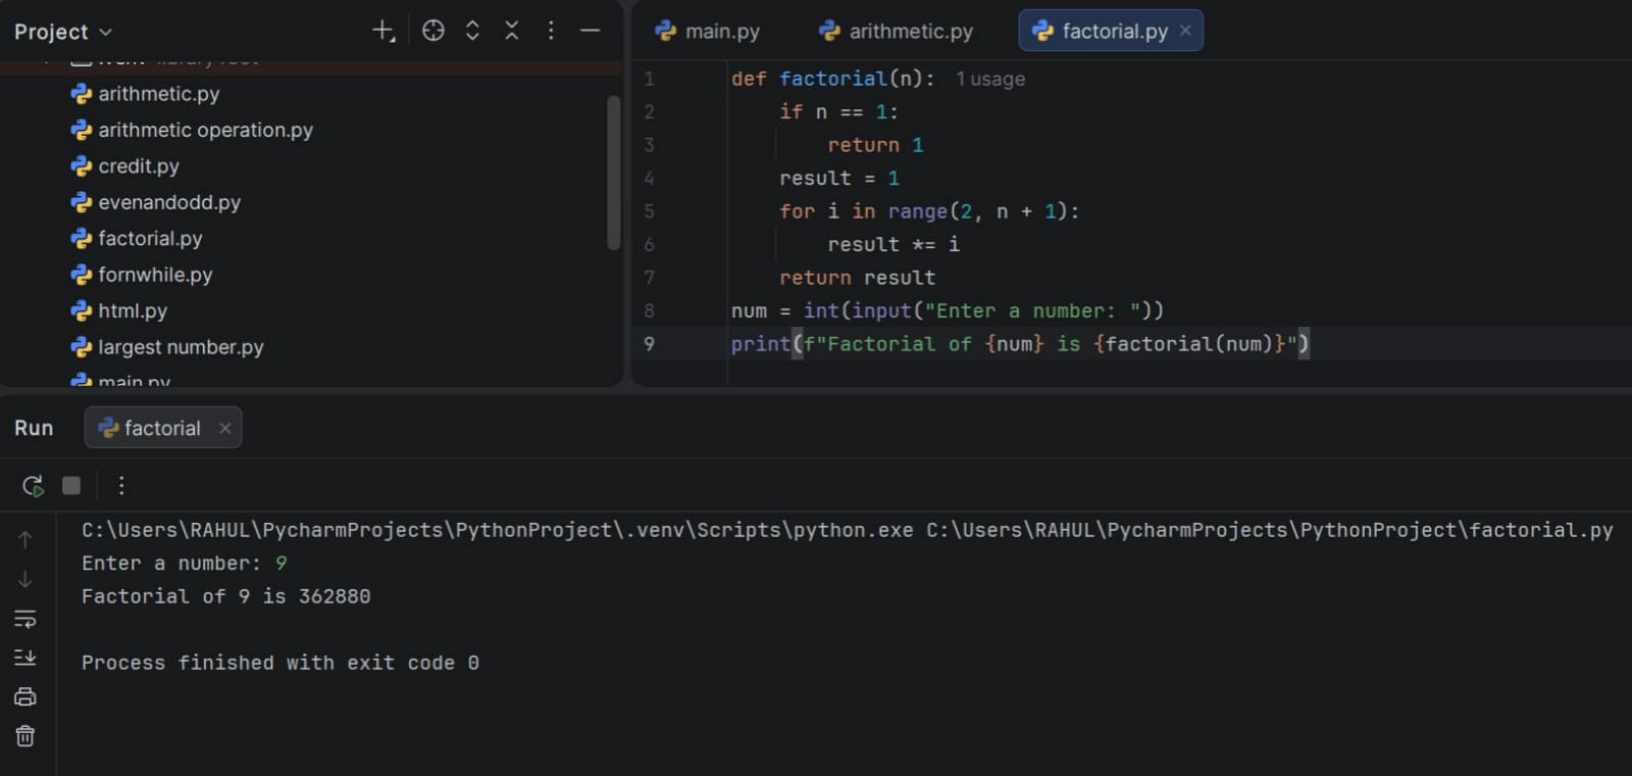 Project
arithmetic.py
arithmetic operation.py
credit.py
evenandodd.py
factorial.py
fornwhile.py
html.py
largest number.py
main.py
main.py
arithmetic.py
factorial.py
1 def factorial(n): 1 usage
2 if n == 1:
3 return 1
4 result = 1
5 for i in range(2, n + 1):
6 result *= i
7 return result
8 num = int(input("Enter a number: "))
9 print(f"Factorial of {num} is {factorial(num)}")
Run
factorial
C:\Users\RAHUL\PycharmProjects\PythonProject\.venv\Scripts\python.exe C:\Users\RAHUL\PycharmProjects\PythonProject\factorial.py
Enter a number: 9
Factorial of 9 is 362880
Process finished with exit code 0